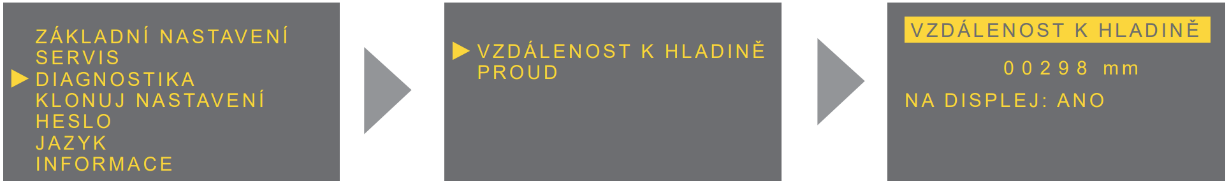 ZÁKLADNÍ NASTAVENÍ
SERVIS
DIAGNOSTIKA
KLONUJ NASTAVENÍ
HESLO
JAZYK
INFORMACE
VZDÁLENOST K HLADINĚ
PROUD
VZDÁLENOST K HLADINĚ
00298 mm
NA DISPLEJ: ANO